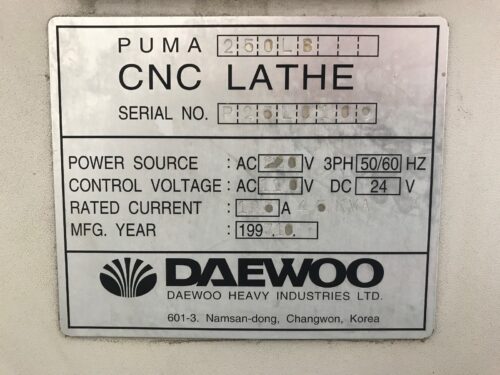 PUMA
CNC LATHE
SERIAL NO.
POWER SOURCE : AC V 3PH 50/60 HZ
CONTROL VOLTAGE : AC V DC 24 V
RATED CURRENT : A
MFG. YEAR : 199
DAEWOO
DAEWOO HEAVY INDUSTRIES LTD.
601-3. Namsan-dong, Changwon, Korea